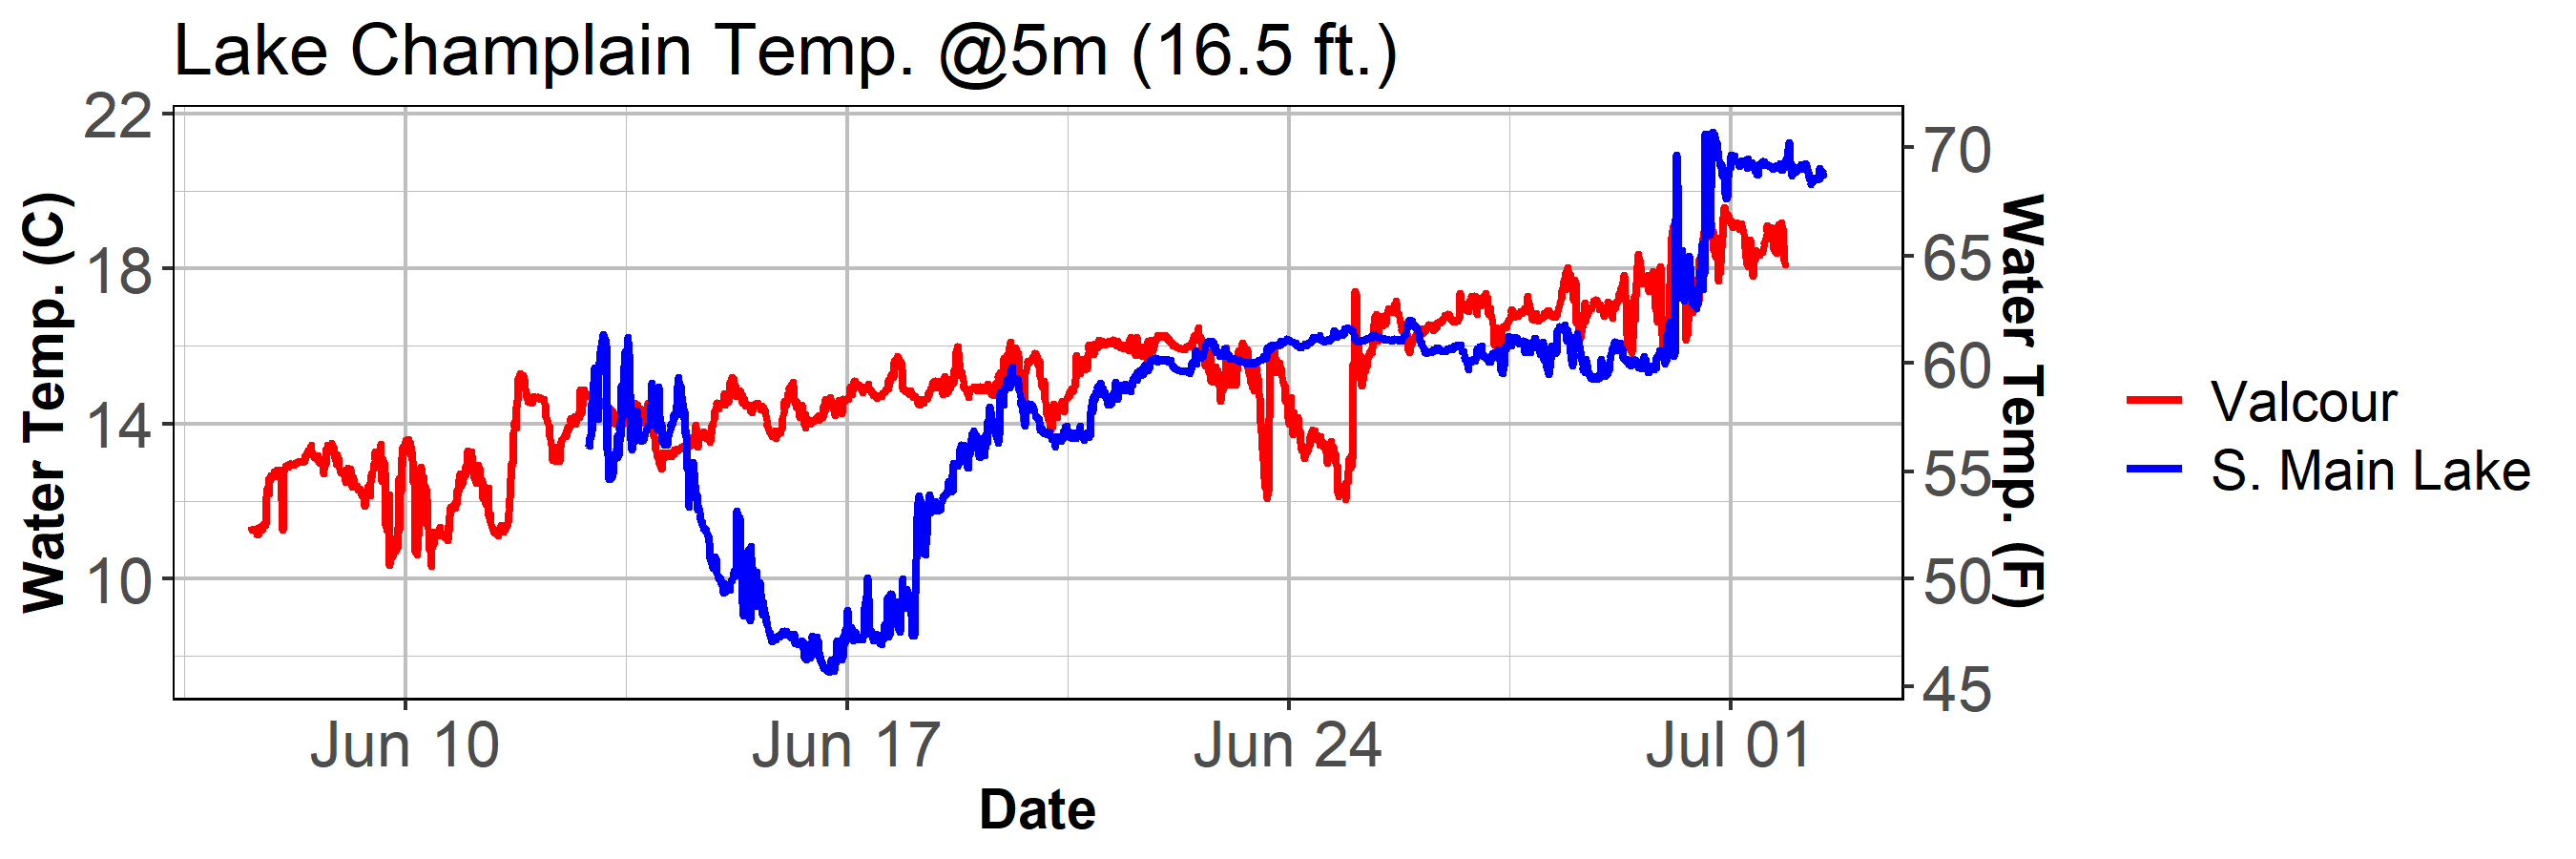 Lake Champlain Temp. @5m (16.5 ft.)
Water Temp. (C)
22
18
14
10
70
65
60
55
50
45
Water Temp. (F)
Jun 10
Jun 17
Jun 24
Jul 01
Date
Valcour
S. Main Lake